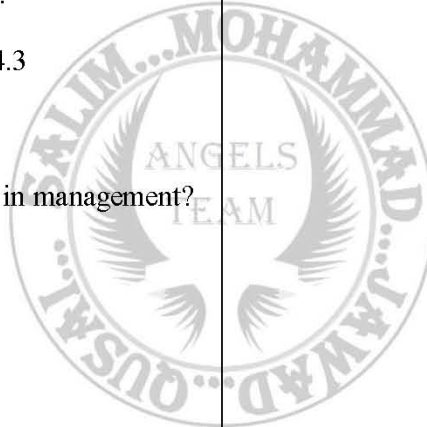 4.3
in management?
SALIM...MOHAMMAD...JAWAD...QUSAI...
ANGELS
TEAM